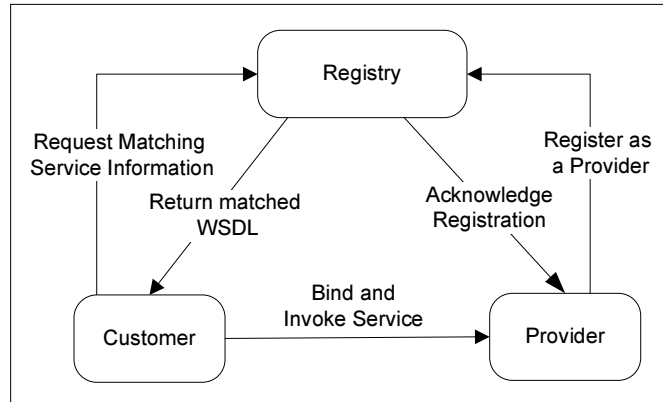 Registry
Request Matching
Service Information
Register as
a Provider
Return matched
WSDL
Acknowledge
Registration
Bind and
Invoke Service
Customer
Provider